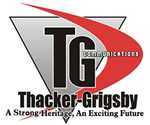 TG
communications
Thacker-Grigsby
A Strong Heritage, An Exciting Future